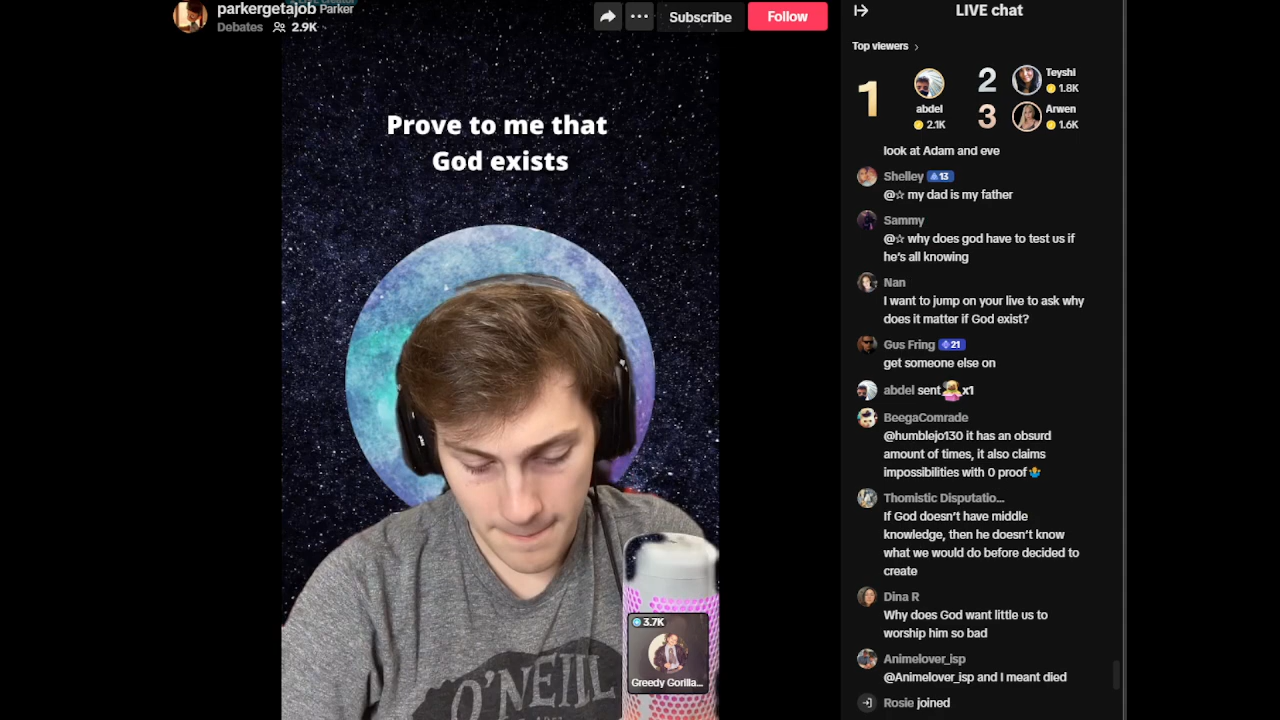 parkergetajob Parker
Debates 2.9K
Subscribe
Follow
LIVE chat
Top viewers
1
abdel
2.1K
2
Teyshi
1.8K
3
Arwen
1.6K
Prove to me that
God exists
O'NEILL
3.7K
Greedy Gorilla...
look at Adam and eve
Shelley 13
@☆ my dad is my father
Sammy
@☆ why does god have to test us if
he's all knowing
Nan
I want to jump on your live to ask why
does it matter if God exist?
Gus Fring 21
get someone else on
abdel sent x1
BeegaComrade
@humblejo130 it has an obsurd
amount of times, it also claims
impossibilities with 0 proof
Thomistic Disputatio...
If God doesn't have middle
knowledge, then he doesn't know
what we would do before decided to
create
Dina R
Why does God want little us to
worship him so bad
Animelover_isp
@Animelover_isp and I meant died
Rosie joined